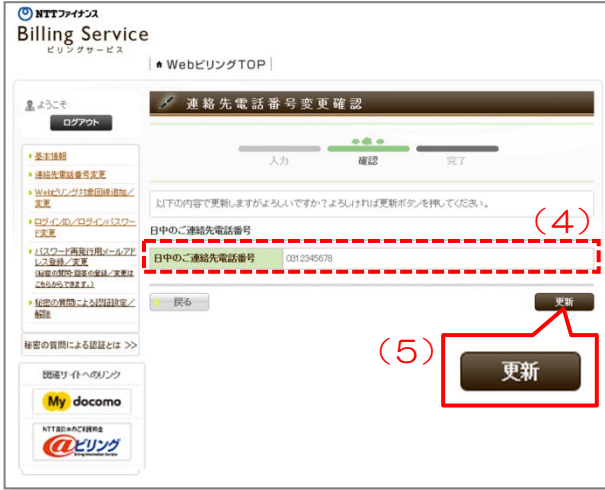 NTTファイナンス
Billing Service
ビリングサービス
WebビリングTOP
ようこそ
ログアウト
基本情報
連絡先電話番号変更
Webビリング対象回線追加/
変更
ログインID/ログインパスワー
ド変更
パスワード再発行用メールアド
レス登録/変更
(秘密の質問・回答の登録/変更は
こちらからできます。)
秘密の質問による認証設定/
解除
秘密の質問による認証とは >>
関連サイトへのリンク
My docomo
NTT東日本のご利用料金
@ビリング
Billing Information Service
連絡先電話番号変更確認
入力 確認 完了
以下の内容で更新しますがよろしいですか?よろしければ更新ボタンを押してください。
日中のご連絡先電話番号
(4)
日中のご連絡先電話番号 0312345678
戻る
更新
(5)
更新